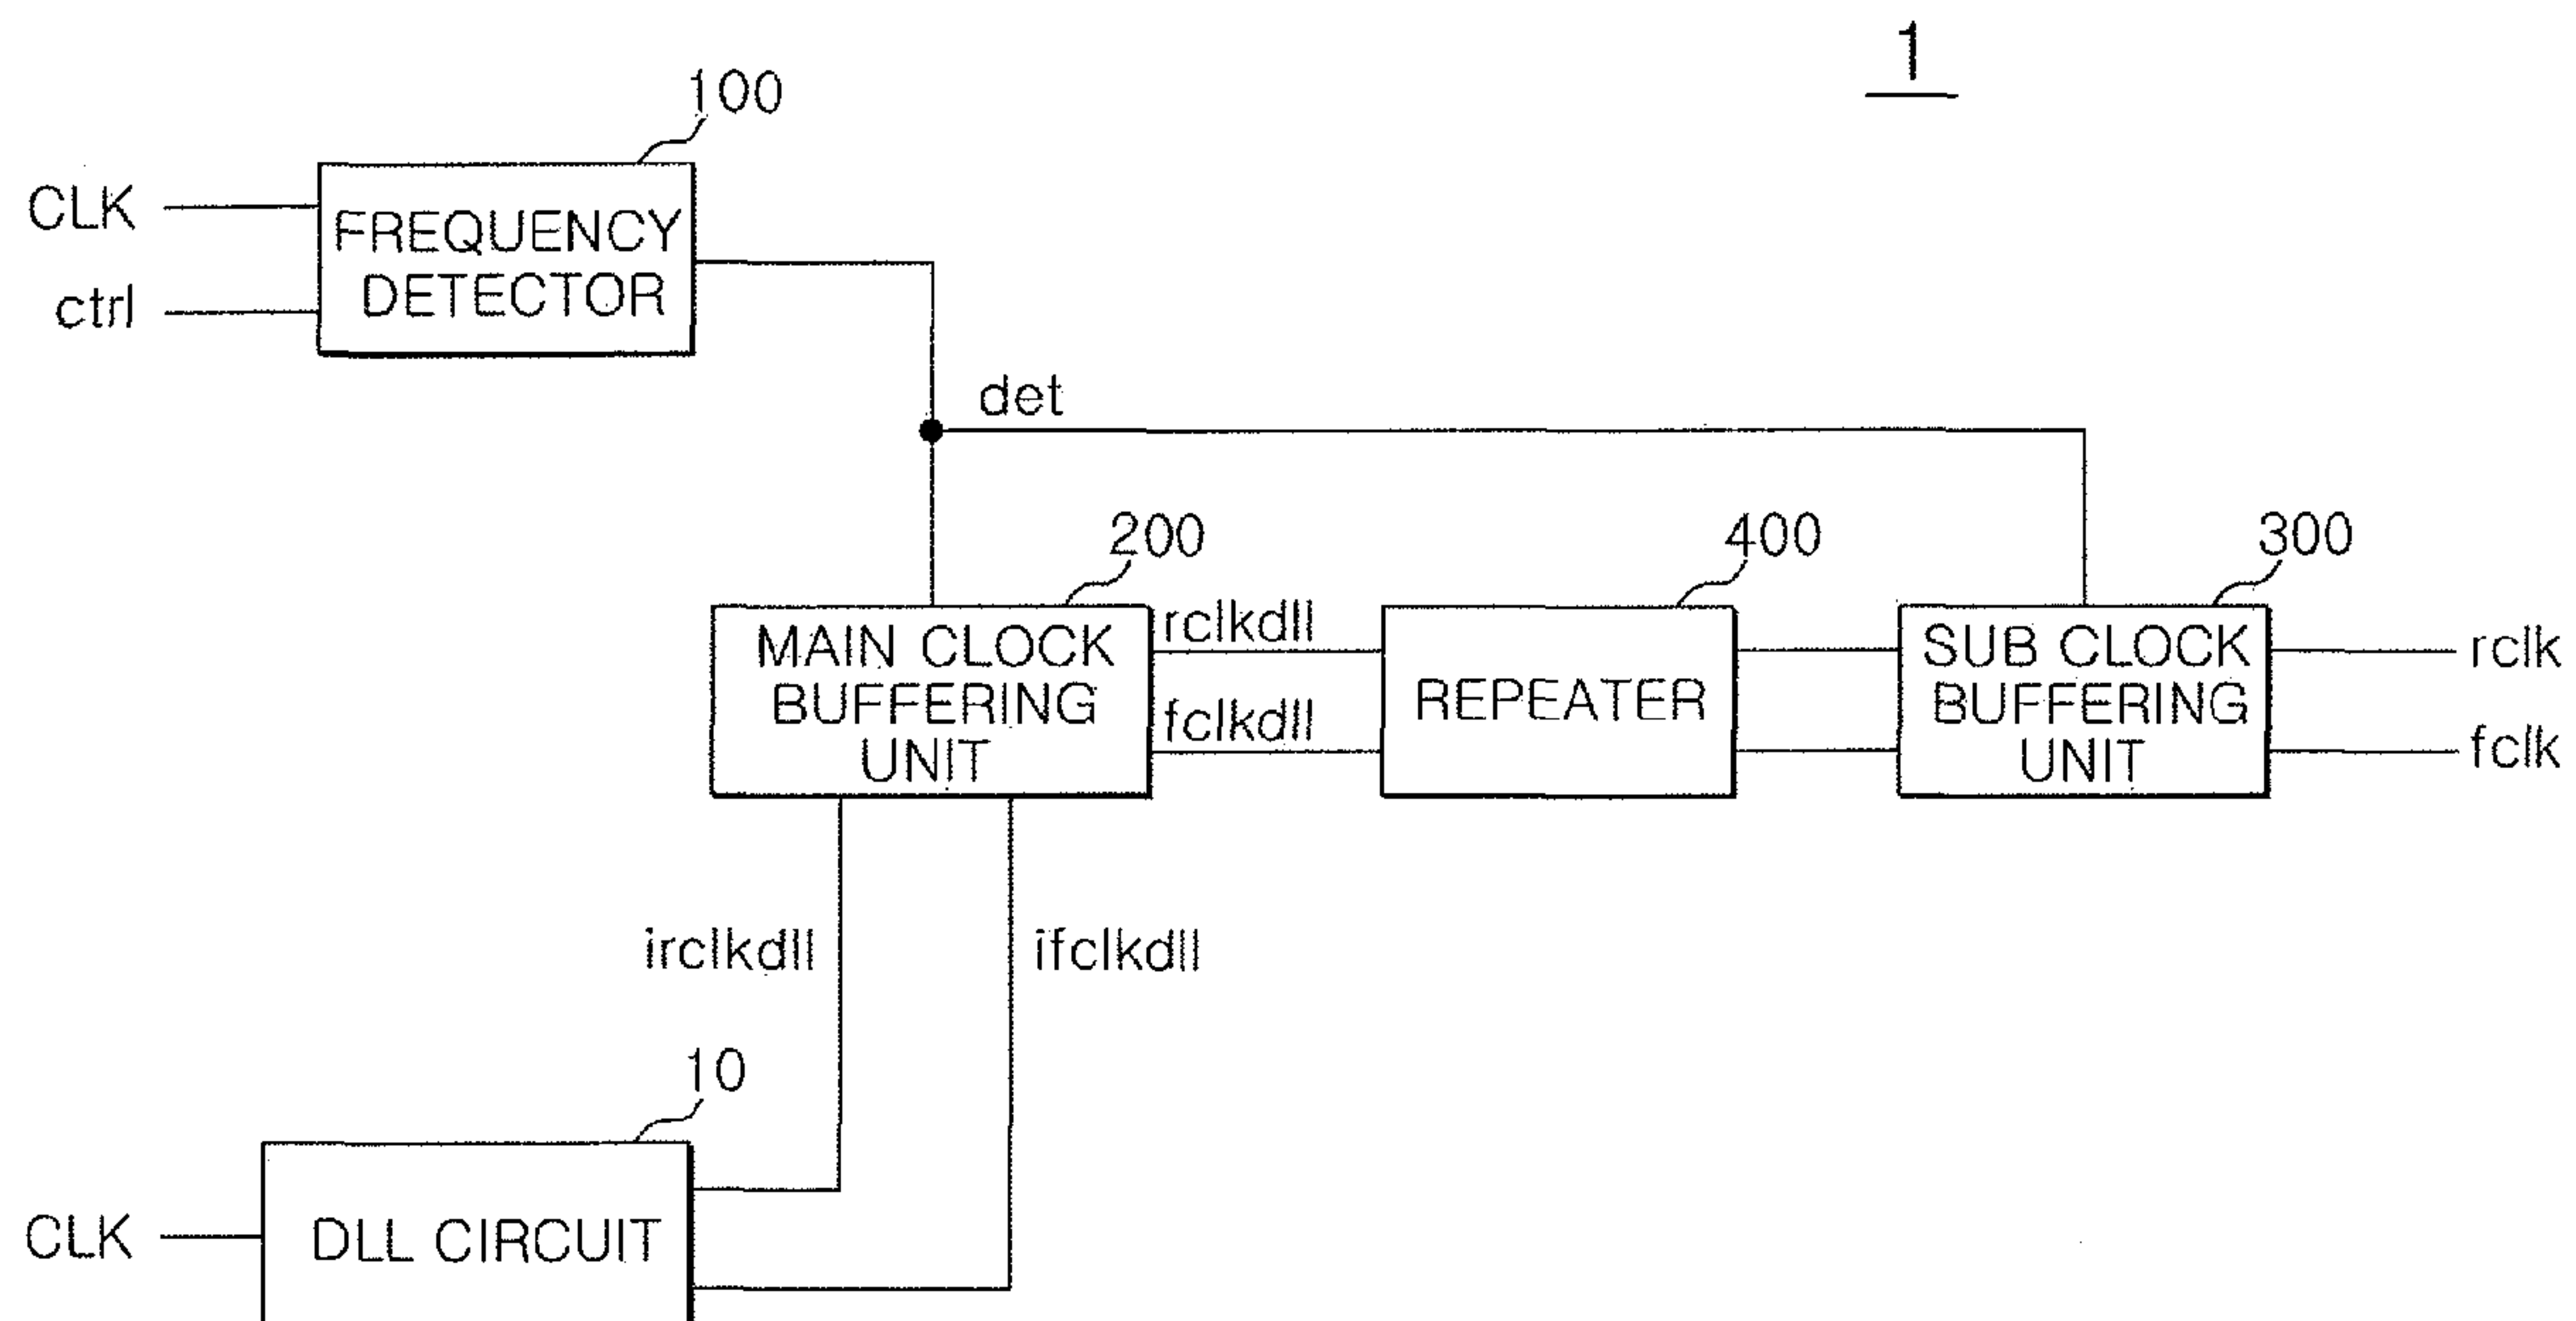 1
100
CLK
ctrl
FREQUENCY
DETECTOR
det
200
400
300
MAIN CLOCK
BUFFERING
UNIT
rclkdll
fclkdll
REPEATER
SUB CLOCK
BUFFERING
UNIT
rclk
fclk
irclkdll
ifclkdll
10
CLK
DLL CIRCUIT